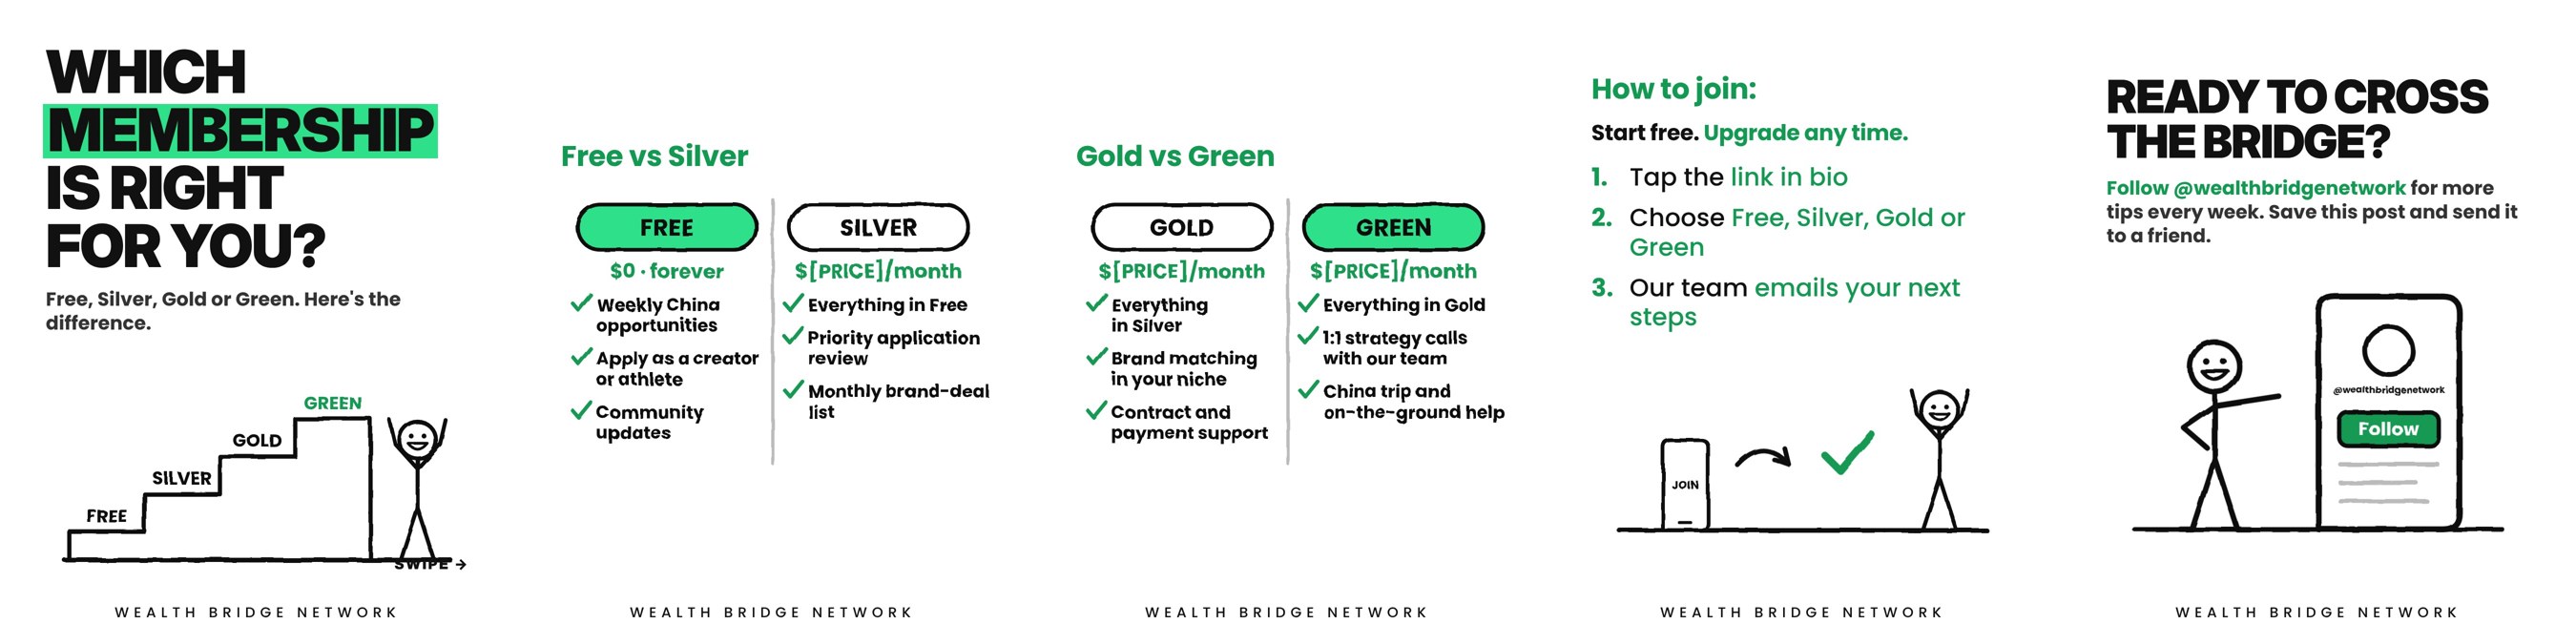 WHICH
MEMBERSHIP
IS RIGHT
FOR YOU?
Free, Silver, Gold or Green. Here's the
difference.
GREEN
GOLD
SILVER
FREE
SWIPE →
WEALTH BRIDGE NETWORK
Free vs Silver
FREE
$0 · forever
Weekly China
opportunities
Apply as a creator
or athlete
Community
updates
SILVER
$[PRICE]/month
Everything in Free
Priority application
review
Monthly brand-deal
list
WEALTH BRIDGE NETWORK
Gold vs Green
GOLD
$[PRICE]/month
Everything
in Silver
Brand matching
in your niche
Contract and
payment support
GREEN
$[PRICE]/month
Everything in Gold
1:1 strategy calls
with our team
China trip and
on-the-ground help
WEALTH BRIDGE NETWORK
How to join:
Start free. Upgrade any time.
1. Tap the link in bio
2. Choose Free, Silver, Gold or
Green
3. Our team emails your next
steps
JOIN
WEALTH BRIDGE NETWORK
READY TO CROSS
THE BRIDGE?
Follow @wealthbridgenetwork for more
tips every week. Save this post and send it
to a friend.
@wealthbridgenetwork
Follow
WEALTH BRIDGE NETWORK